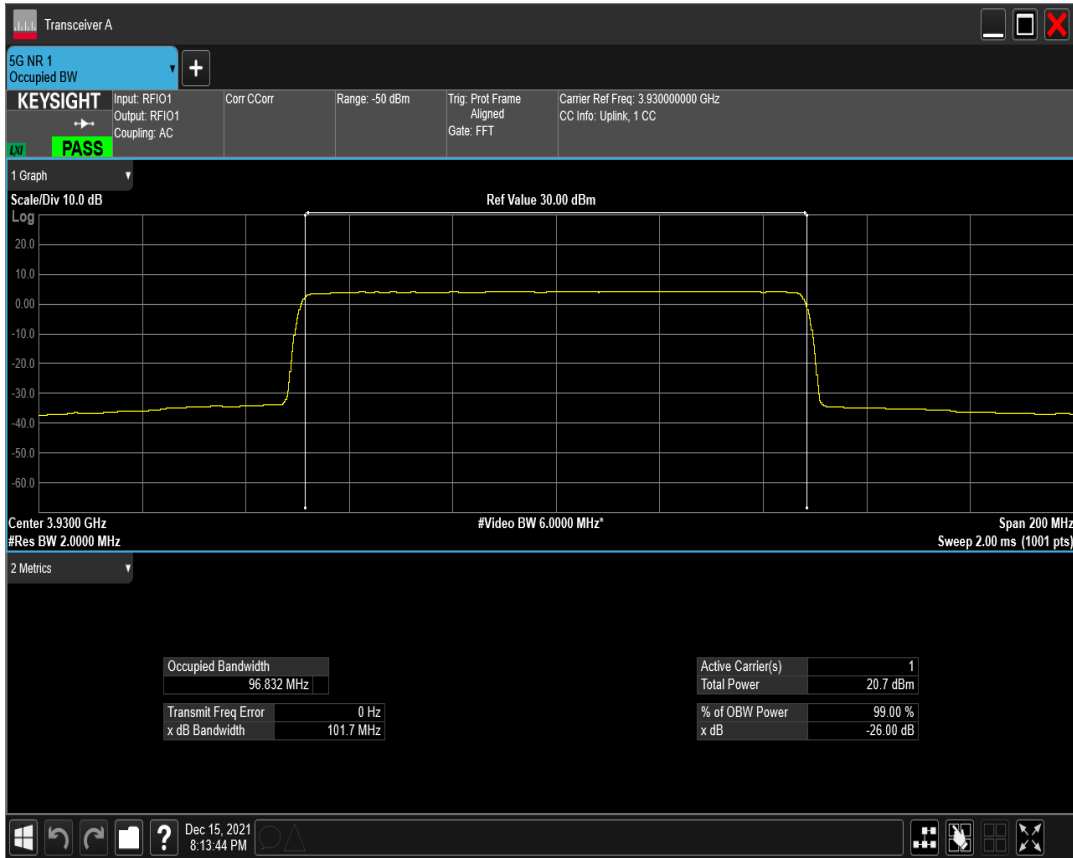 Transceiver A
5G NR 1
Occupied BW
KEYSIGHT
LXI
PASS
Input: RFIO1
Output: RFIO1
Coupling: AC
Corr CCorr
Range: -50 dBm
Trig: Prot Frame
Aligned
Gate: FFT
Carrier Ref Freq: 3.930000000 GHz
CC Info: Uplink, 1 CC
1 Graph
Scale/Div 10.0 dB
Ref Value 30.00 dBm
Log
20.0
10.0
0.00
-10.0
-20.0
-30.0
-40.0
-50.0
-60.0
Center 3.9300 GHz
#Video BW 6.0000 MHz*
Span 200 MHz
#Res BW 2.0000 MHz
Sweep 2.00 ms (1001 pts)
2 Metrics
Occupied Bandwidth
96.832 MHz
Transmit Freq Error 0 Hz
x dB Bandwidth 101.7 MHz
Active Carrier(s) 1
Total Power 20.7 dBm
% of OBW Power 99.00 %
x dB -26.00 dB
?
Dec 15, 2021
8:13:44 PM